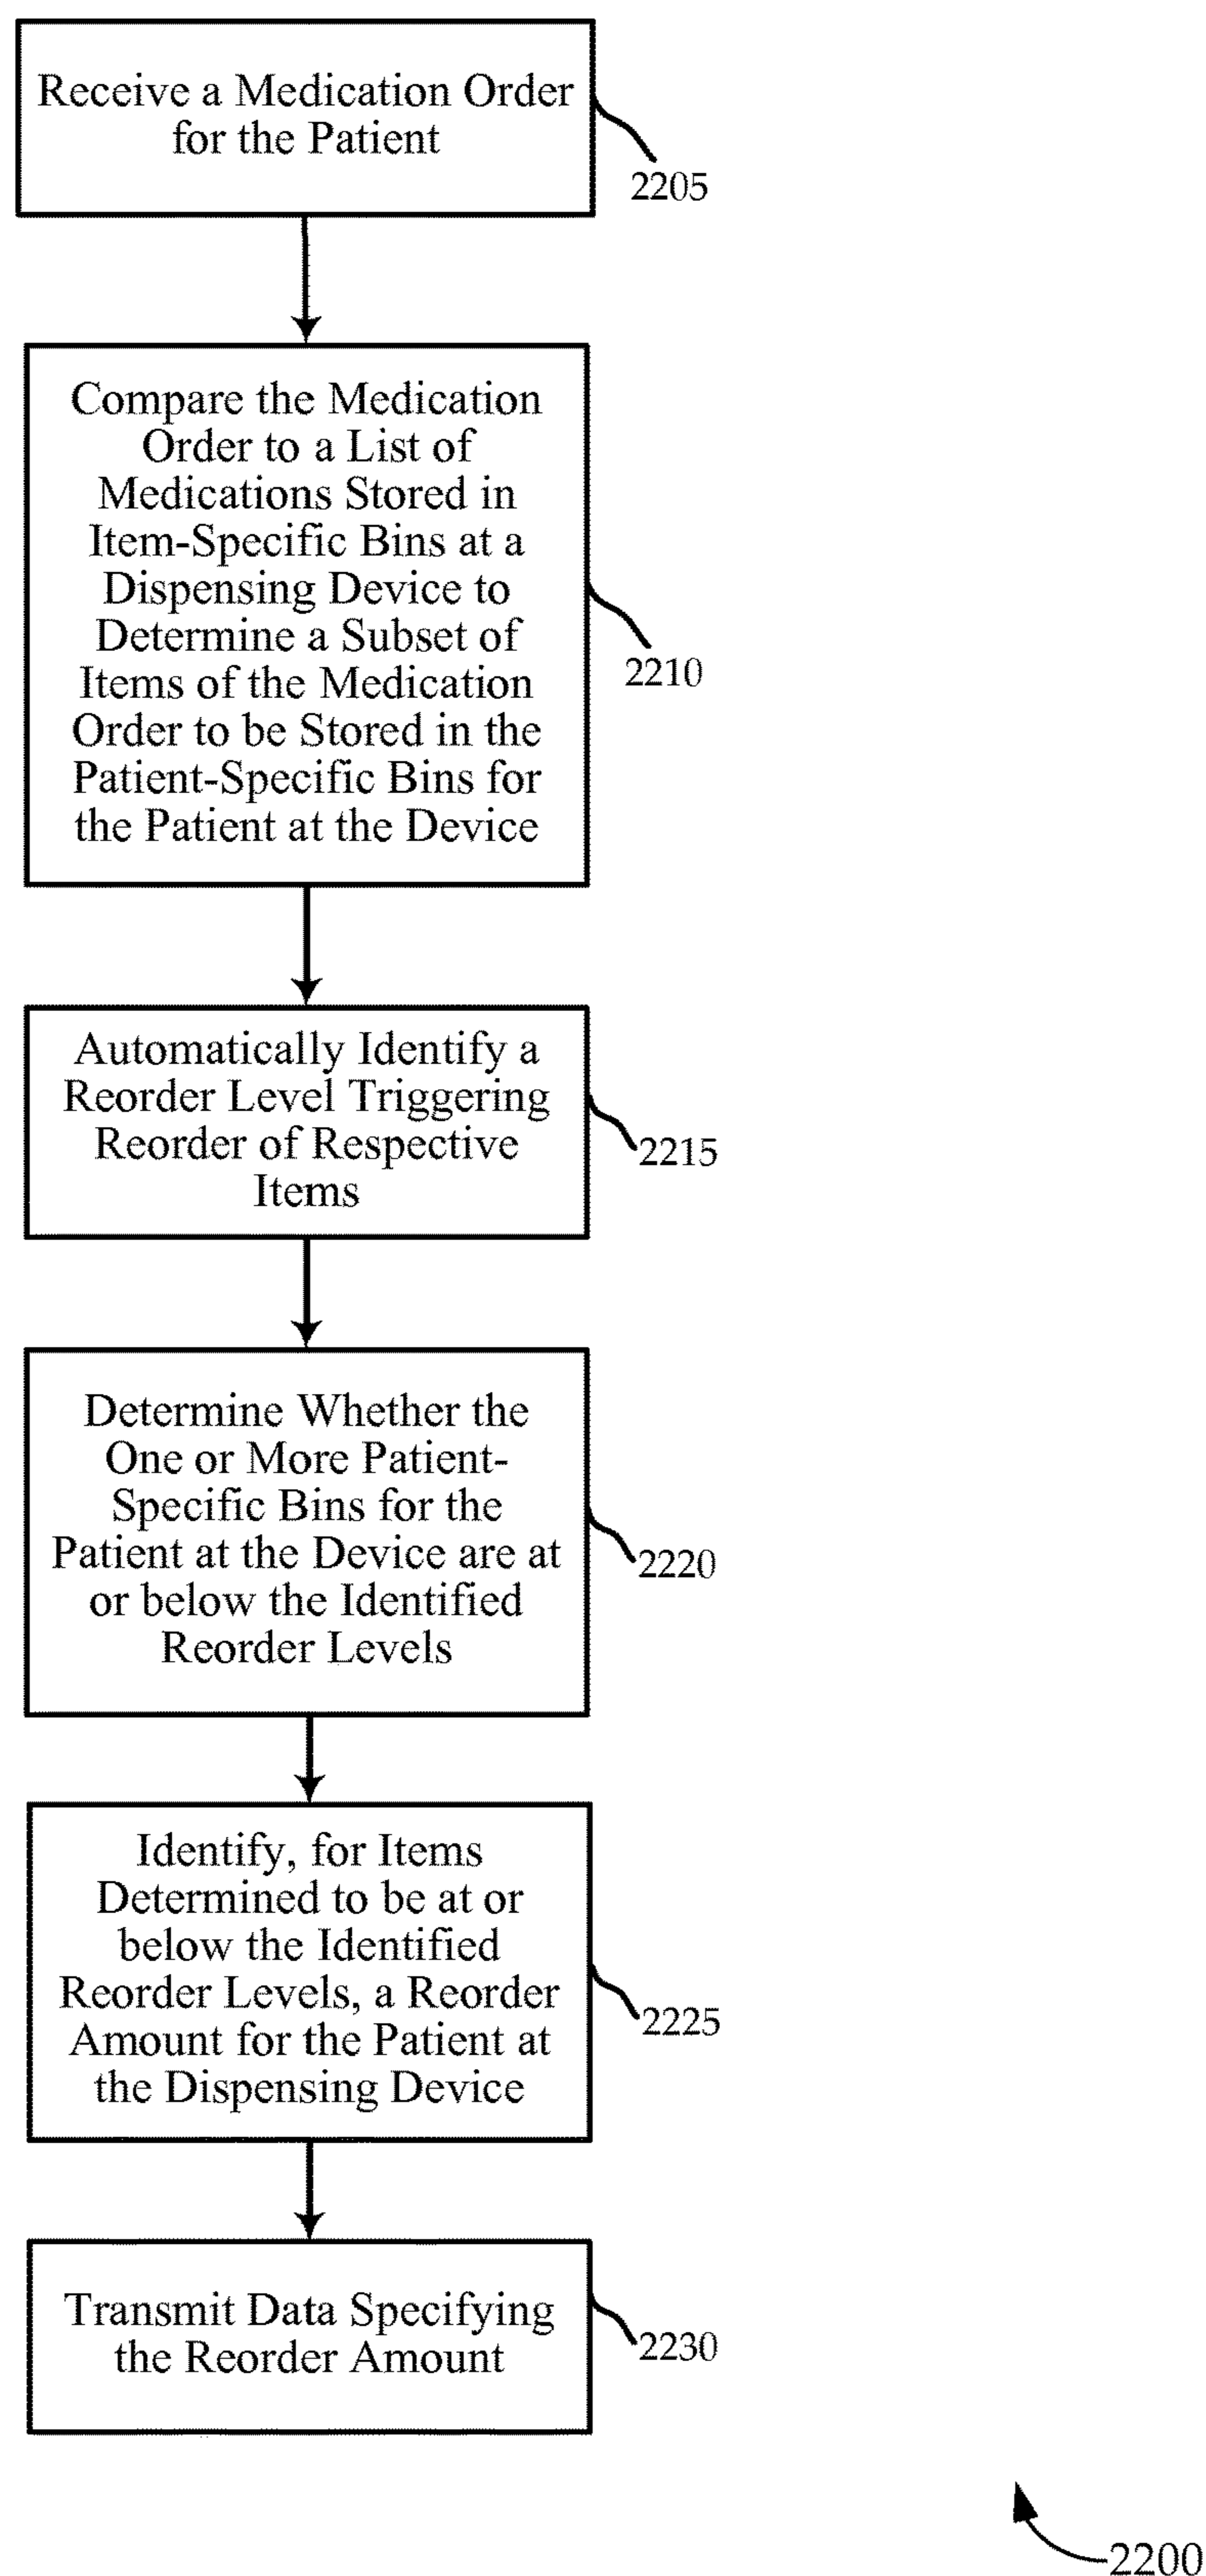 Receive a Medication Order
for the Patient
2205
Compare the Medication
Order to a List of
Medications Stored in
Item-Specific Bins at a
Dispensing Device to
Determine a Subset of
Items of the Medication
Order to be Stored in the
Patient-Specific Bins for
the Patient at the Device
2210
Automatically Identify a
Reorder Level Triggering
Reorder of Respective
Items
2215
Determine Whether the
One or More Patient-
Specific Bins for the
Patient at the Device are at
or below the Identified
Reorder Levels
2220
Identify, for Items
Determined to be at or
below the Identified
Reorder Levels, a Reorder
Amount for the Patient at
the Dispensing Device
2225
Transmit Data Specifying
the Reorder Amount
2230
2200